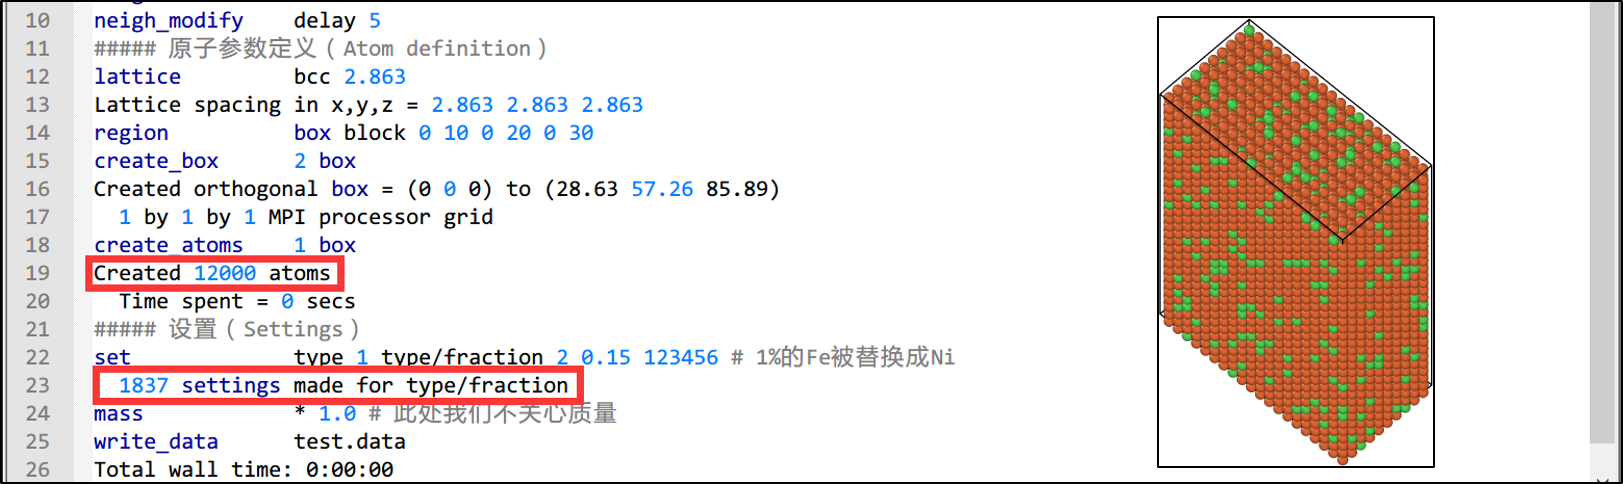 10 neigh_modify delay 5
11 ##### 原子参数定义（Atom definition）
12 lattice bcc 2.863
13 Lattice spacing in x,y,z = 2.863 2.863 2.863
14 region box block 0 10 0 20 0 30
15 create_box 2 box
16 Created orthogonal box = (0 0 0) to (28.63 57.26 85.89)
17 1 by 1 by 1 MPI processor grid
18 create_atoms 1 box
19 Created 12000 atoms
20 Time spent = 0 secs
21 ##### 设置（Settings）
22 set type 1 type/fraction 2 0.15 123456 # 1%的Fe被替换成Ni
23 1837 settings made for type/fraction
24 mass * 1.0 # 此处我们不关心质量
25 write_data test.data
26 Total wall time: 0:00:00